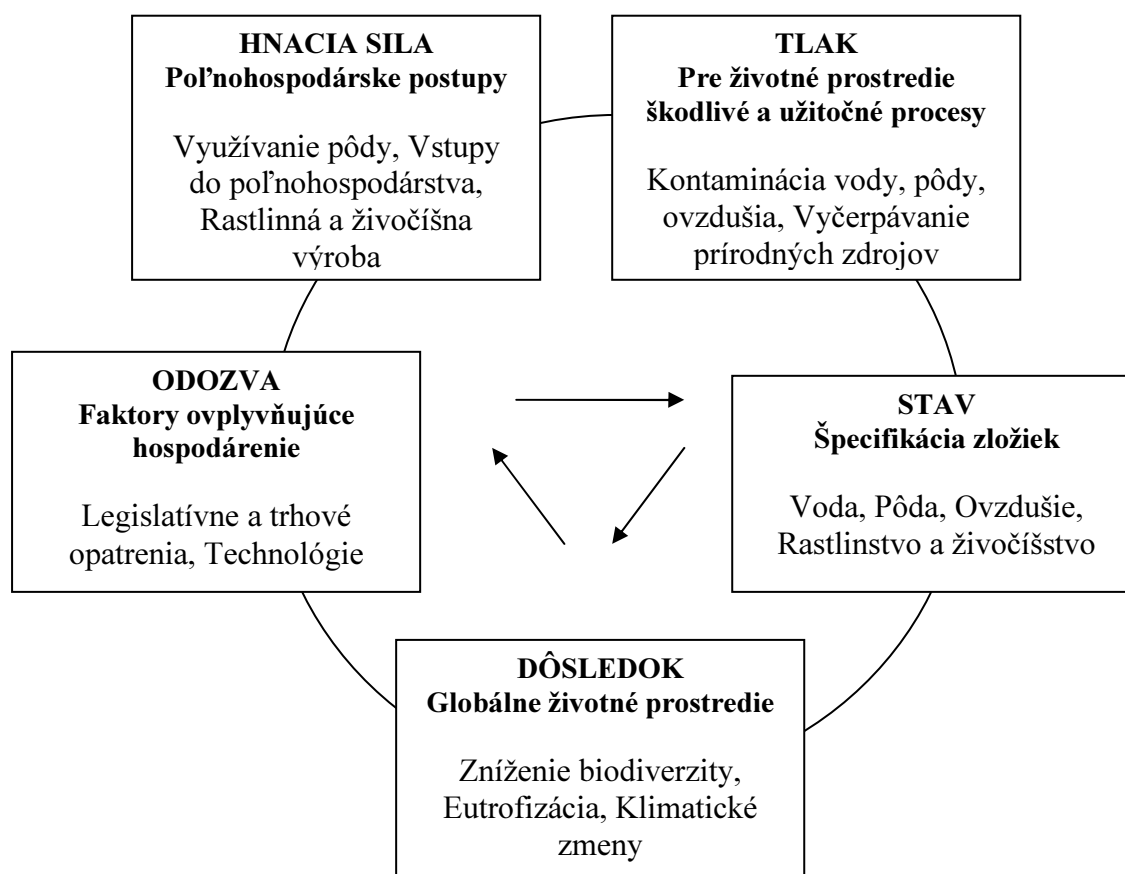 HNACIA SILA
Poľnohospodárske postupy
Využívanie pôdy, Vstupy
do poľnohospodárstva,
Rastlinná a živočíšna
výroba
TLAK
Pre životné prostredie
škodlivé a užitočné procesy
Kontaminácia vody, pôdy,
ovzdušia, Vyčerpávanie
prírodných zdrojov
ODOZVA
Faktory ovplyvňujúce
hospodárenie
Legislatívne a trhové
opatrenia, Technológie
STAV
Špecifikácia zložiek
Voda, Pôda, Ovzdušie,
Rastlinstvo a živočíšstvo
DÔSLEDOK
Globálne životné prostredie
Zníženie biodiverzity,
Eutrofizácia, Klimatické
zmeny